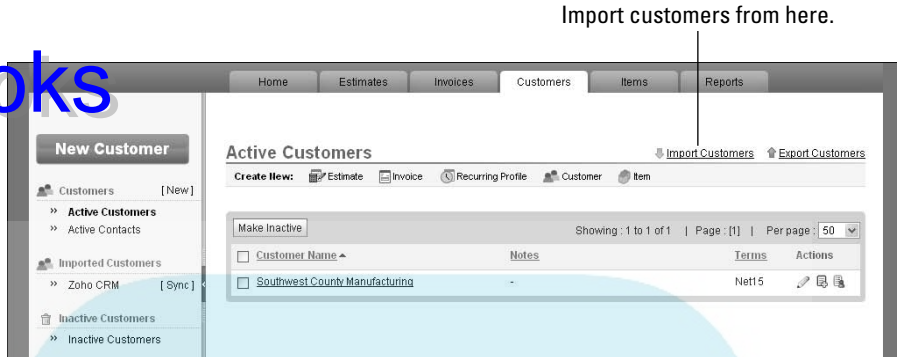 Import customers from here.
oks
Home Estimates Invoices Customers Items Reports
New Customer
Active Customers
Import Customers Export Customers
Create New: Estimate Invoice Recurring Profile Customer Item
Customers [New]
» Active Customers
» Active Contacts
Make Inactive Showing : 1 to 1 of 1 | Page : [1] | Per page : 50
Customer Name Notes Terms Actions
Imported Customers
» Zoho CRM [Sync]
Southwest County Manufacturing - Net15
Inactive Customers
» Inactive Customers